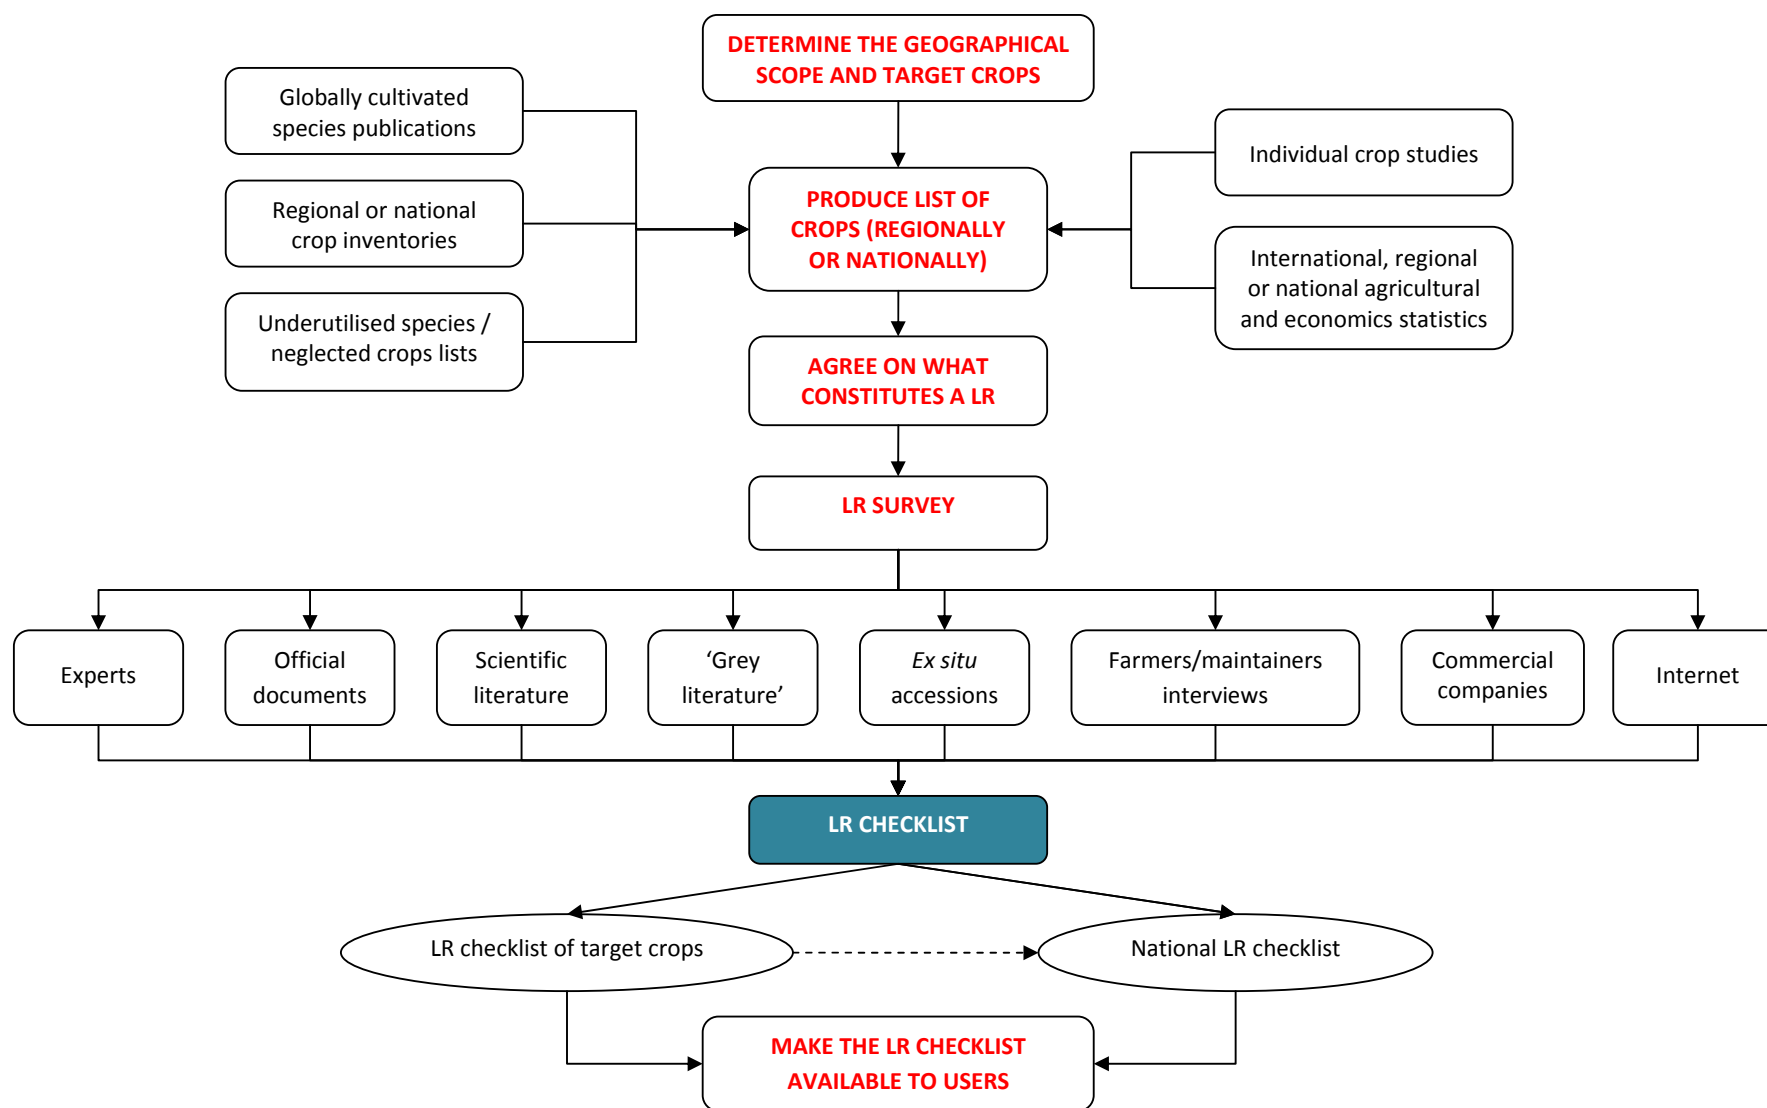 DETERMINE THE GEOGRAPHICAL
SCOPE AND TARGET CROPS
Globally cultivated
species publications
Regional or national
crop inventories
Underutilised species /
neglected crops lists
PRODUCE LIST OF
CROPS (REGIONALLY
OR NATIONALLY)
Individual crop studies
International, regional
or national agricultural
and economics statistics
AGREE ON WHAT
CONSTITUTES A LR
LR SURVEY
Experts
Official
documents
Scientific
literature
‘Grey
literature’
Ex situ
accessions
Farmers/maintainers
interviews
Commercial
companies
Internet
LR CHECKLIST
LR checklist of target crops
National LR checklist
MAKE THE LR CHECKLIST
AVAILABLE TO USERS